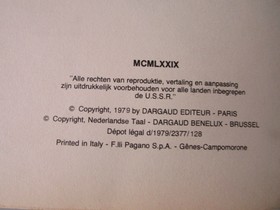 MCMLXXIX
"Alle rechten van reproduktie, vertaling en aanpassing
zijn uitdrukkelijk voorbehouden voor alle landen inbegrepen
de U.S.S.R."
© Copyright, 1979 by DARGAUD EDITEUR - PARIS
© Copyright, Nederlandse Taal - DARGAUD BENELUX - BRUSSEL
Dépot légal d/1979/2377/128
Printed in Italy - F.lli Pagano S.p.A. - Gênes-Campomorone